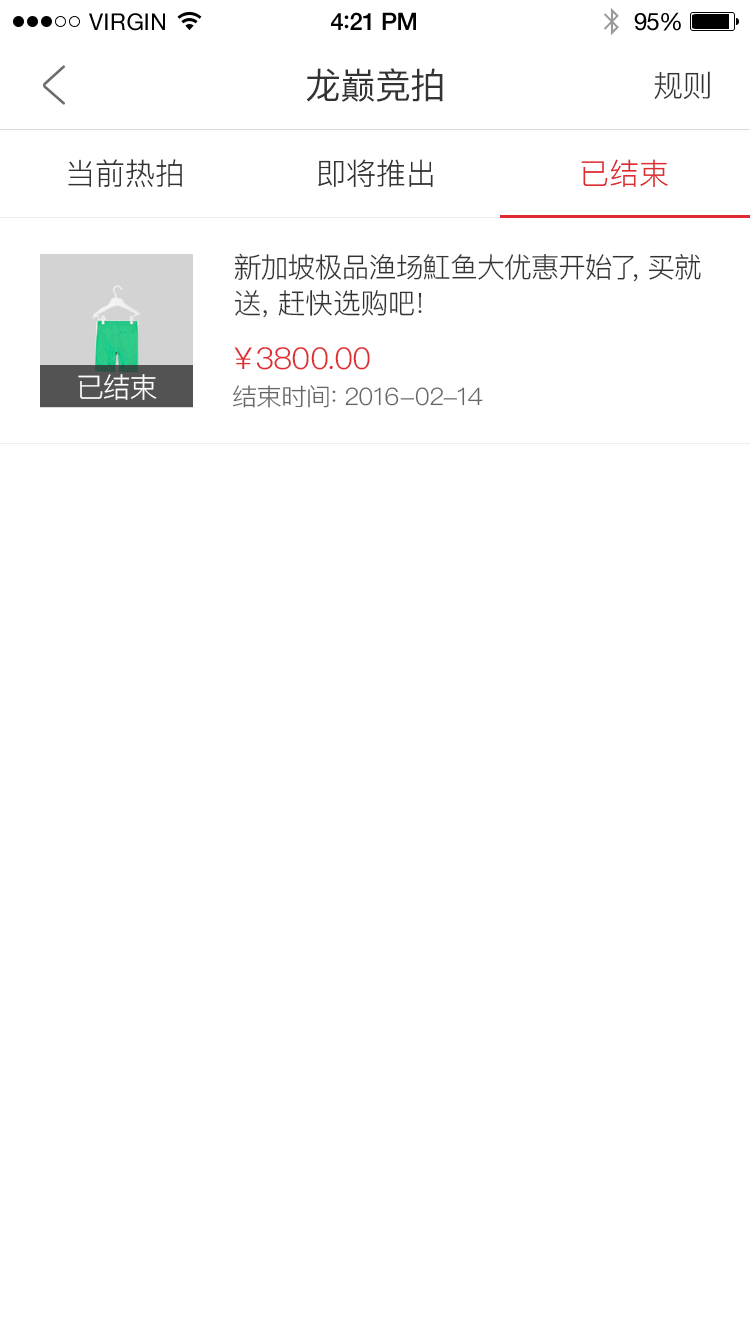 VIRGIN 4:21 PM 95%
龙巅竞拍 规则
当前热拍 即将推出 已结束
新加坡极品渔场魟鱼大优惠开始了, 买就
送, 赶快选购吧!
¥3800.00
已结束
结束时间: 2016-02-14